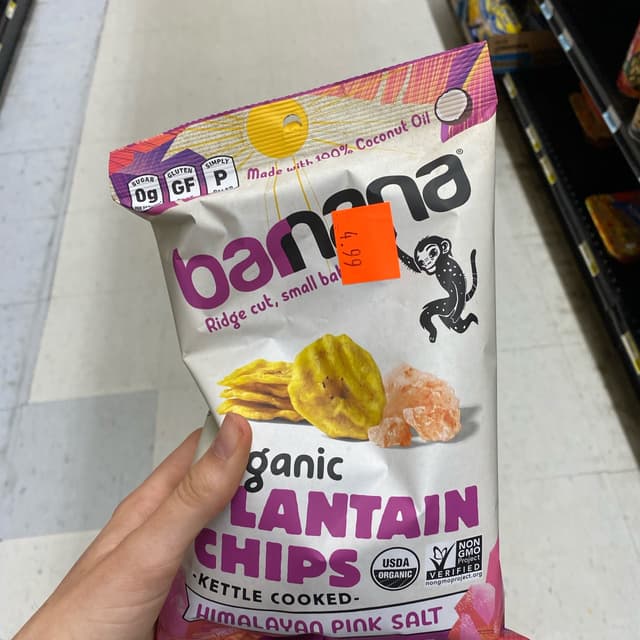 SUGAR
0g
GLUTEN
GF
SIMPLY
P
Made with 100% Coconut Oil
barnana®
4.99
Ridge cut, small
ganic
LANTAIN
CHIPS
-KETTLE COOKED-
HIMALAYAN PINK SALT
USDA
ORGANIC
NON
GMO
Project
VERIFIED
nongmoproject.org